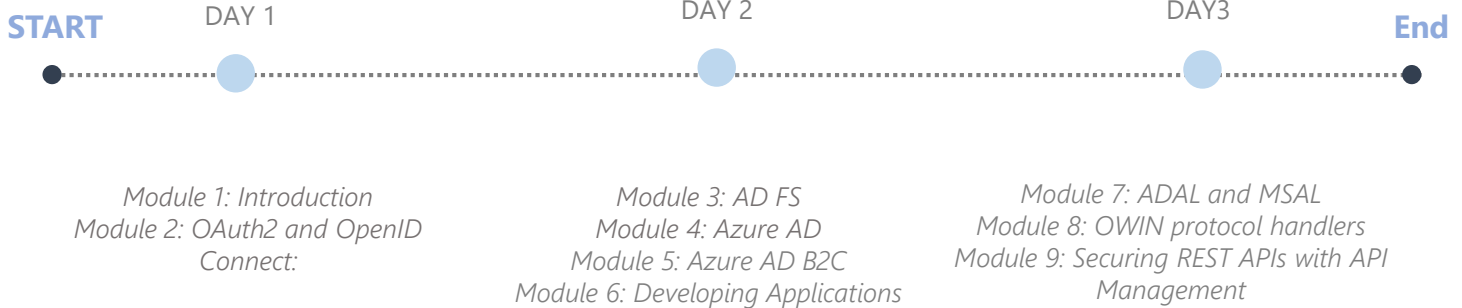 START
DAY 1
DAY 2
DAY3
End
Module 1: Introduction
Module 2: OAuth2 and OpenID
Connect:
Module 3: AD FS
Module 4: Azure AD
Module 5: Azure AD B2C
Module 6: Developing Applications
Module 7: ADAL and MSAL
Module 8: OWIN protocol handlers
Module 9: Securing REST APIs with API
Management